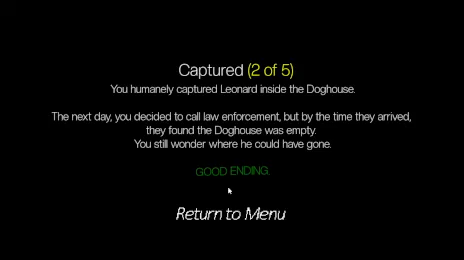 Captured (2 of 5)
You humanely captured Leonard inside the Doghouse.
The next day, you decided to call law enforcement, but by the time they arrived,
they found the Doghouse was empty.
You still wonder where he could have gone.
GOOD ENDING.
Return to Menu